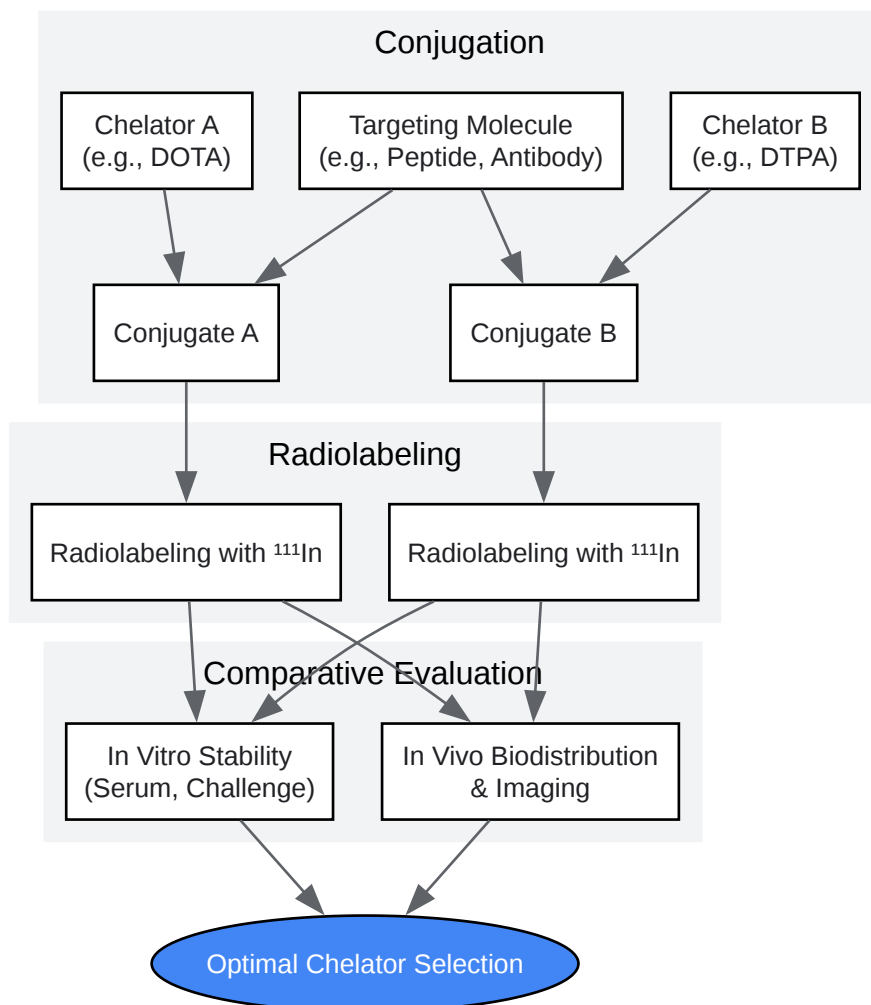 Conjugation
Chelator A
(e.g., DOTA)
Targeting Molecule
(e.g., Peptide, Antibody)
Chelator B
(e.g., DTPA)
Conjugate A
Conjugate B
Radiolabeling
Radiolabeling with ¹¹¹In
Radiolabeling with ¹¹¹In
Comparative Evaluation
In Vitro Stability
(Serum, Challenge)
In Vivo Biodistribution
& Imaging
Optimal Chelator Selection